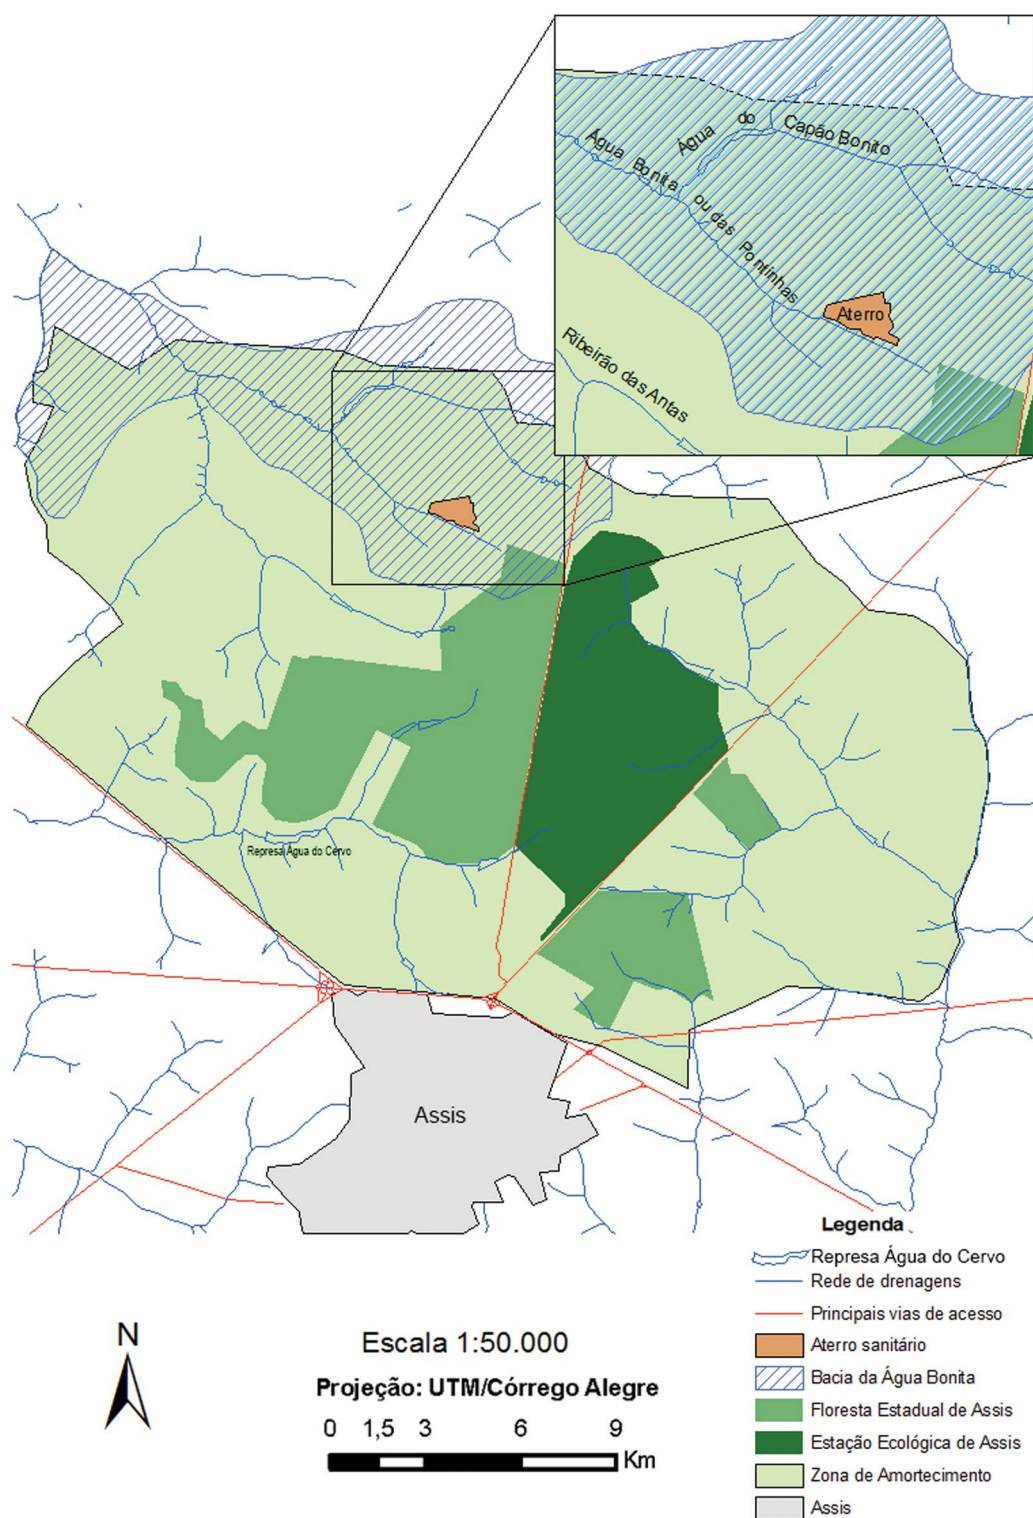 Água do
Capão Bonito
Água Bonita ou das Pontinhas
Aterro
Ribeirão das Antas
Represa Água do Cervo
Assis
Legenda
Represa Água do Cervo
Rede de drenagens
Principais vias de acesso
Aterro sanitário
Bacia da Água Bonita
Floresta Estadual de Assis
Estação Ecológica de Assis
Zona de Amortecimento
Assis
N
Escala 1:50.000
Projeção: UTM/Córrego Alegre
0 1,5 3 6 9
Km